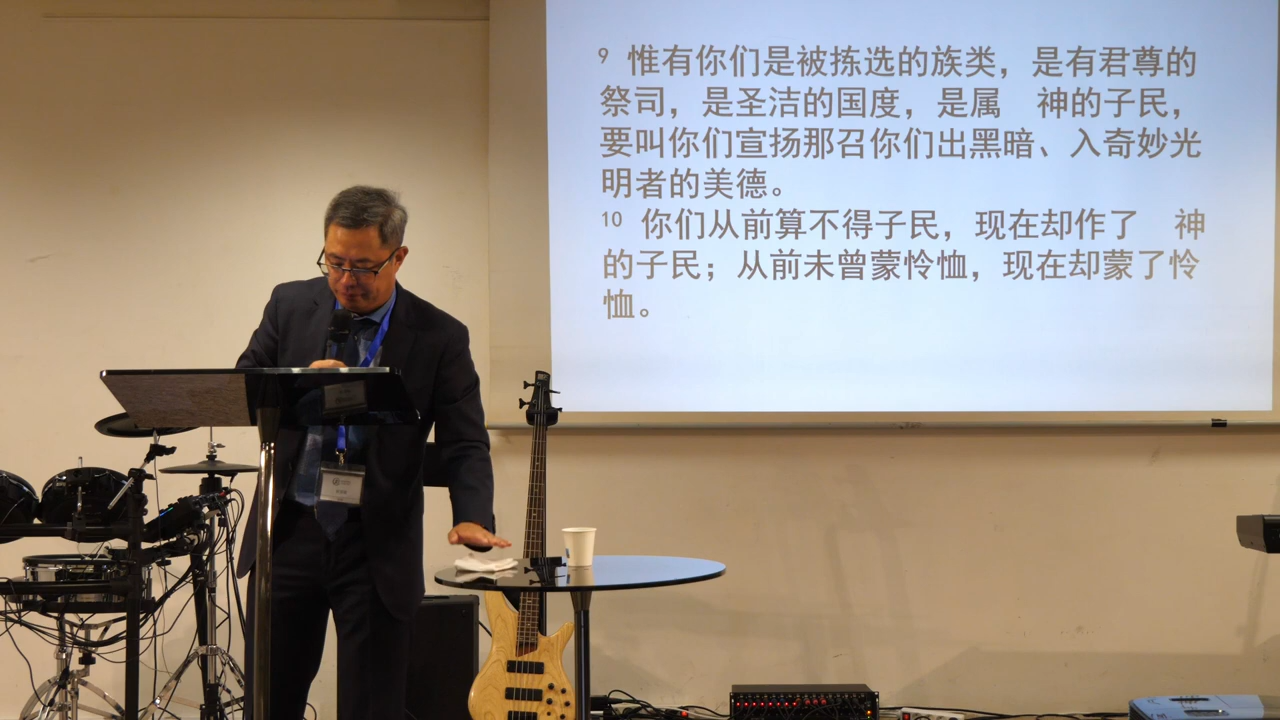 9 惟有你们是被拣选的族类，是有君尊的
祭司，是圣洁的国度，是属　神的子民，
要叫你们宣扬那召你们出黑暗、入奇妙光
明者的美德。
10 你们从前算不得子民，现在却作了　神
的子民；从前未曾蒙怜恤，现在却蒙了怜
恤。